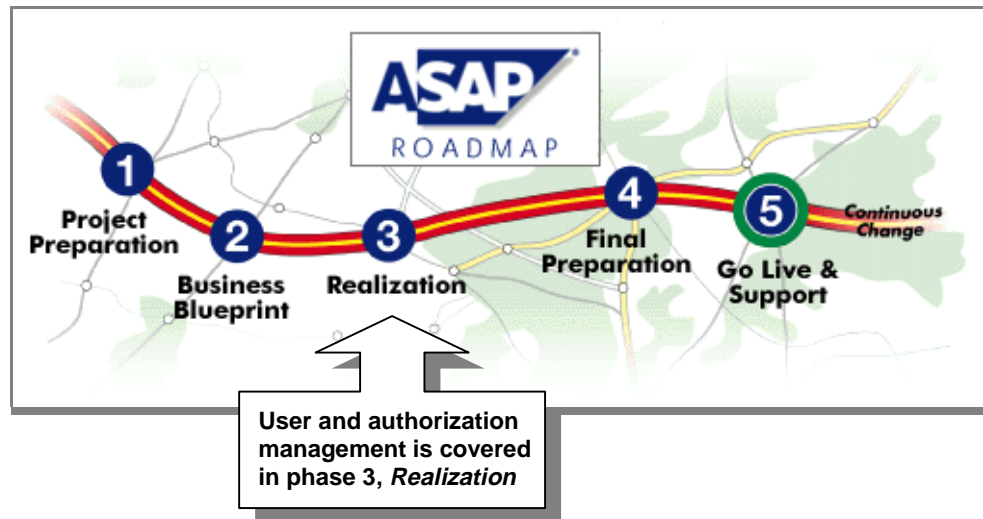 ASAP
ROADMAP
1
Project
Preparation
2
Business
Blueprint
3
Realization
4
Final
Preparation
5
Go Live &
Support
Continuous
Change
User and authorization
management is covered
in phase 3, Realization